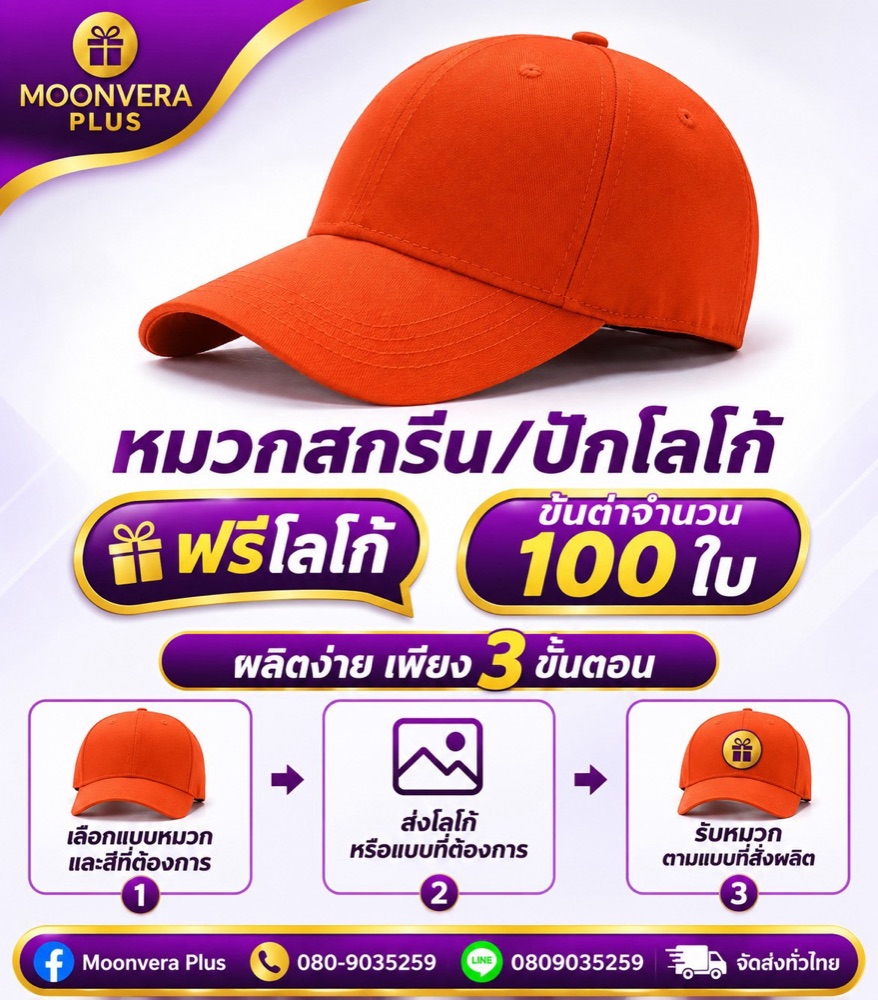 MOONVERA
PLUS
หมวกสกรีน/ปักโลโก้
ฟรีโลโก้
ขั้นต่ำจำนวน
100 ใบ
ผลิตง่าย เพียง 3 ขั้นตอน
เลือกแบบหมวก
และสีที่ต้องการ
1
ส่งโลโก้
หรือแบบที่ต้องการ
2
รับหมวก
ตามแบบที่สั่งผลิต
3
Moonvera Plus
080-9035259
LINE
0809035259
จัดส่งทั่วไทย